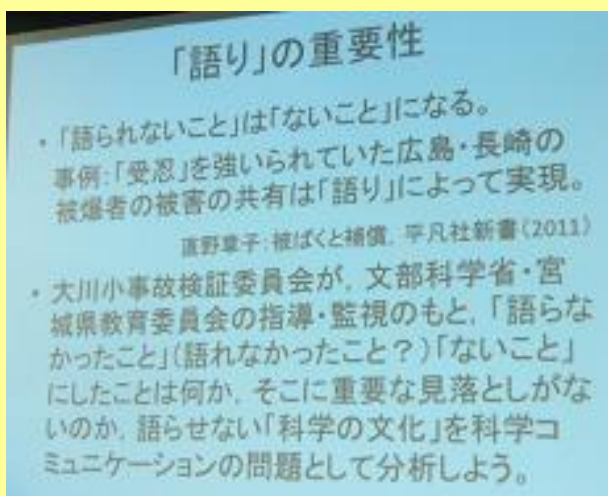 「語り」の重要性
・「語られないこと」は「ないこと」になる。
事例:「受忍」を強いられていた広島・長崎の
被爆者の被害の共有は「語り」によって実現。
直野章子:被ばくと補償, 平凡社新書(2011)
・大川小事故検証委員会が, 文部科学省・宮
城県教育委員会の指導・監視のもと, 「語らな
かったこと」(語れなかったこと?)「ないこと」
にしたことは何か, そこに重要な見落としがな
いのか, 語らせない「科学の文化」を科学コ
ミュニケーションの問題として分析しよう。